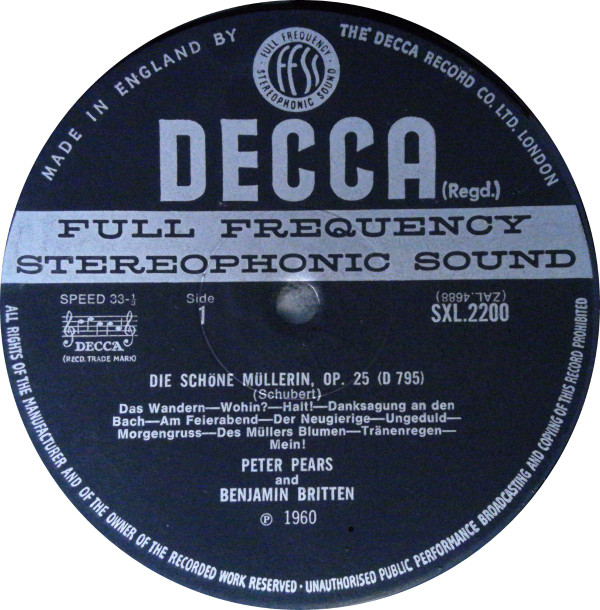 MADE IN ENGLAND BY
THE DECCA RECORD CO. LTD. LONDON
FULL FREQUENCY
FFSS
STEREOPHONIC SOUND
DECCA
(Regd.)
FULL FREQUENCY
STEREOPHONIC SOUND
SPEED 33-⅓
Side
1
(ZAL.4688)
SXL.2200
DECCA
(RECD. TRADE MARK)
DIE SCHÖNE MÜLLERIN, OP. 25 (D 795)
(Schubert)
Das Wandern—Wohin?—Halt!—Danksagung an den
Bach—Am Feierabend—Der Neugierige—Ungeduld—
Morgengruss—Des Müllers Blumen—Tränenregen—
Mein!
PETER PEARS
and
BENJAMIN BRITTEN
℗ 1960
ALL RIGHTS OF THE MANUFACTURER AND OF THE OWNER OF THE RECORDED WORK RESERVED · UNAUTHORISED PUBLIC PERFORMANCE BROADCASTING AND COPYING OF THIS RECORD PROHIBITED